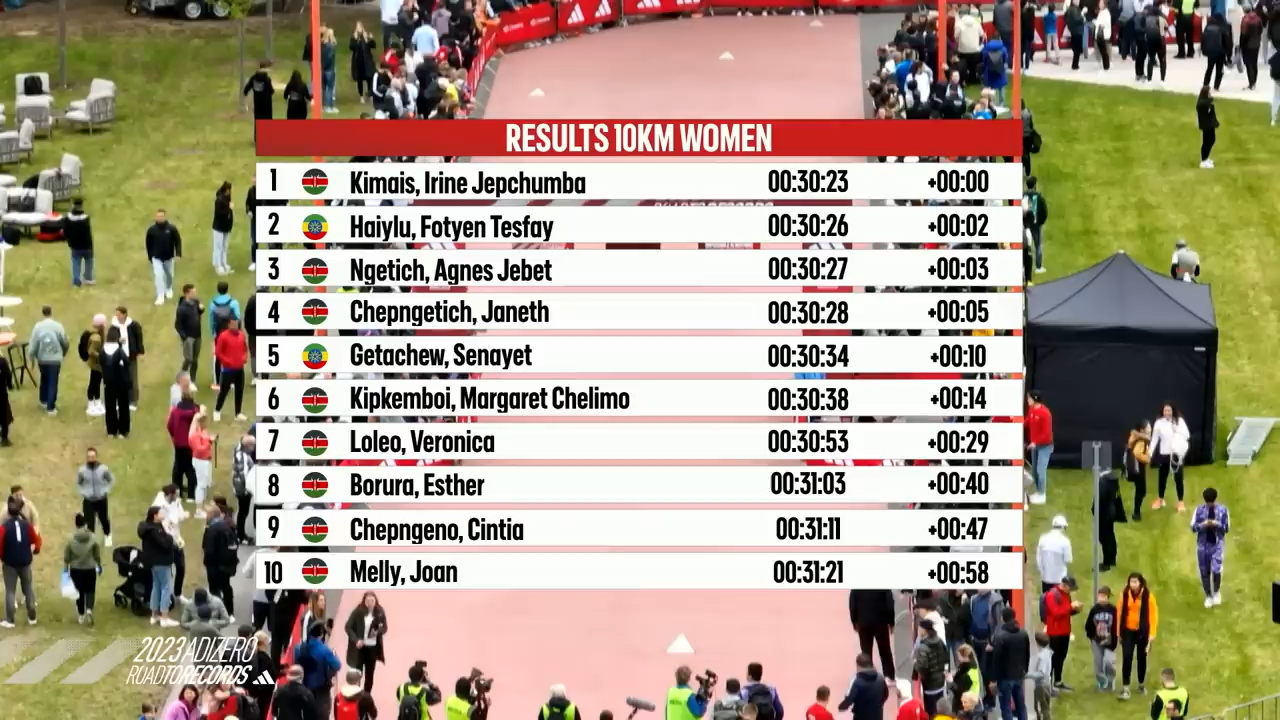 RESULTS 10KM WOMEN
1 Kimais, Irine Jepchumba 00:30:23 +00:00
2 Haiylu, Fotyen Tesfay 00:30:26 +00:02
3 Ngetich, Agnes Jebet 00:30:27 +00:03
4 Chepngetich, Janeth 00:30:28 +00:05
5 Getachew, Senayet 00:30:34 +00:10
6 Kipkemboi, Margaret Chelimo 00:30:38 +00:14
7 Loleo, Veronica 00:30:53 +00:29
8 Borura, Esther 00:31:03 +00:40
9 Chepngeno, Cintia 00:31:11 +00:47
10 Melly, Joan 00:31:21 +00:58
2023 ADIZERO
ROAD TO RECORDS